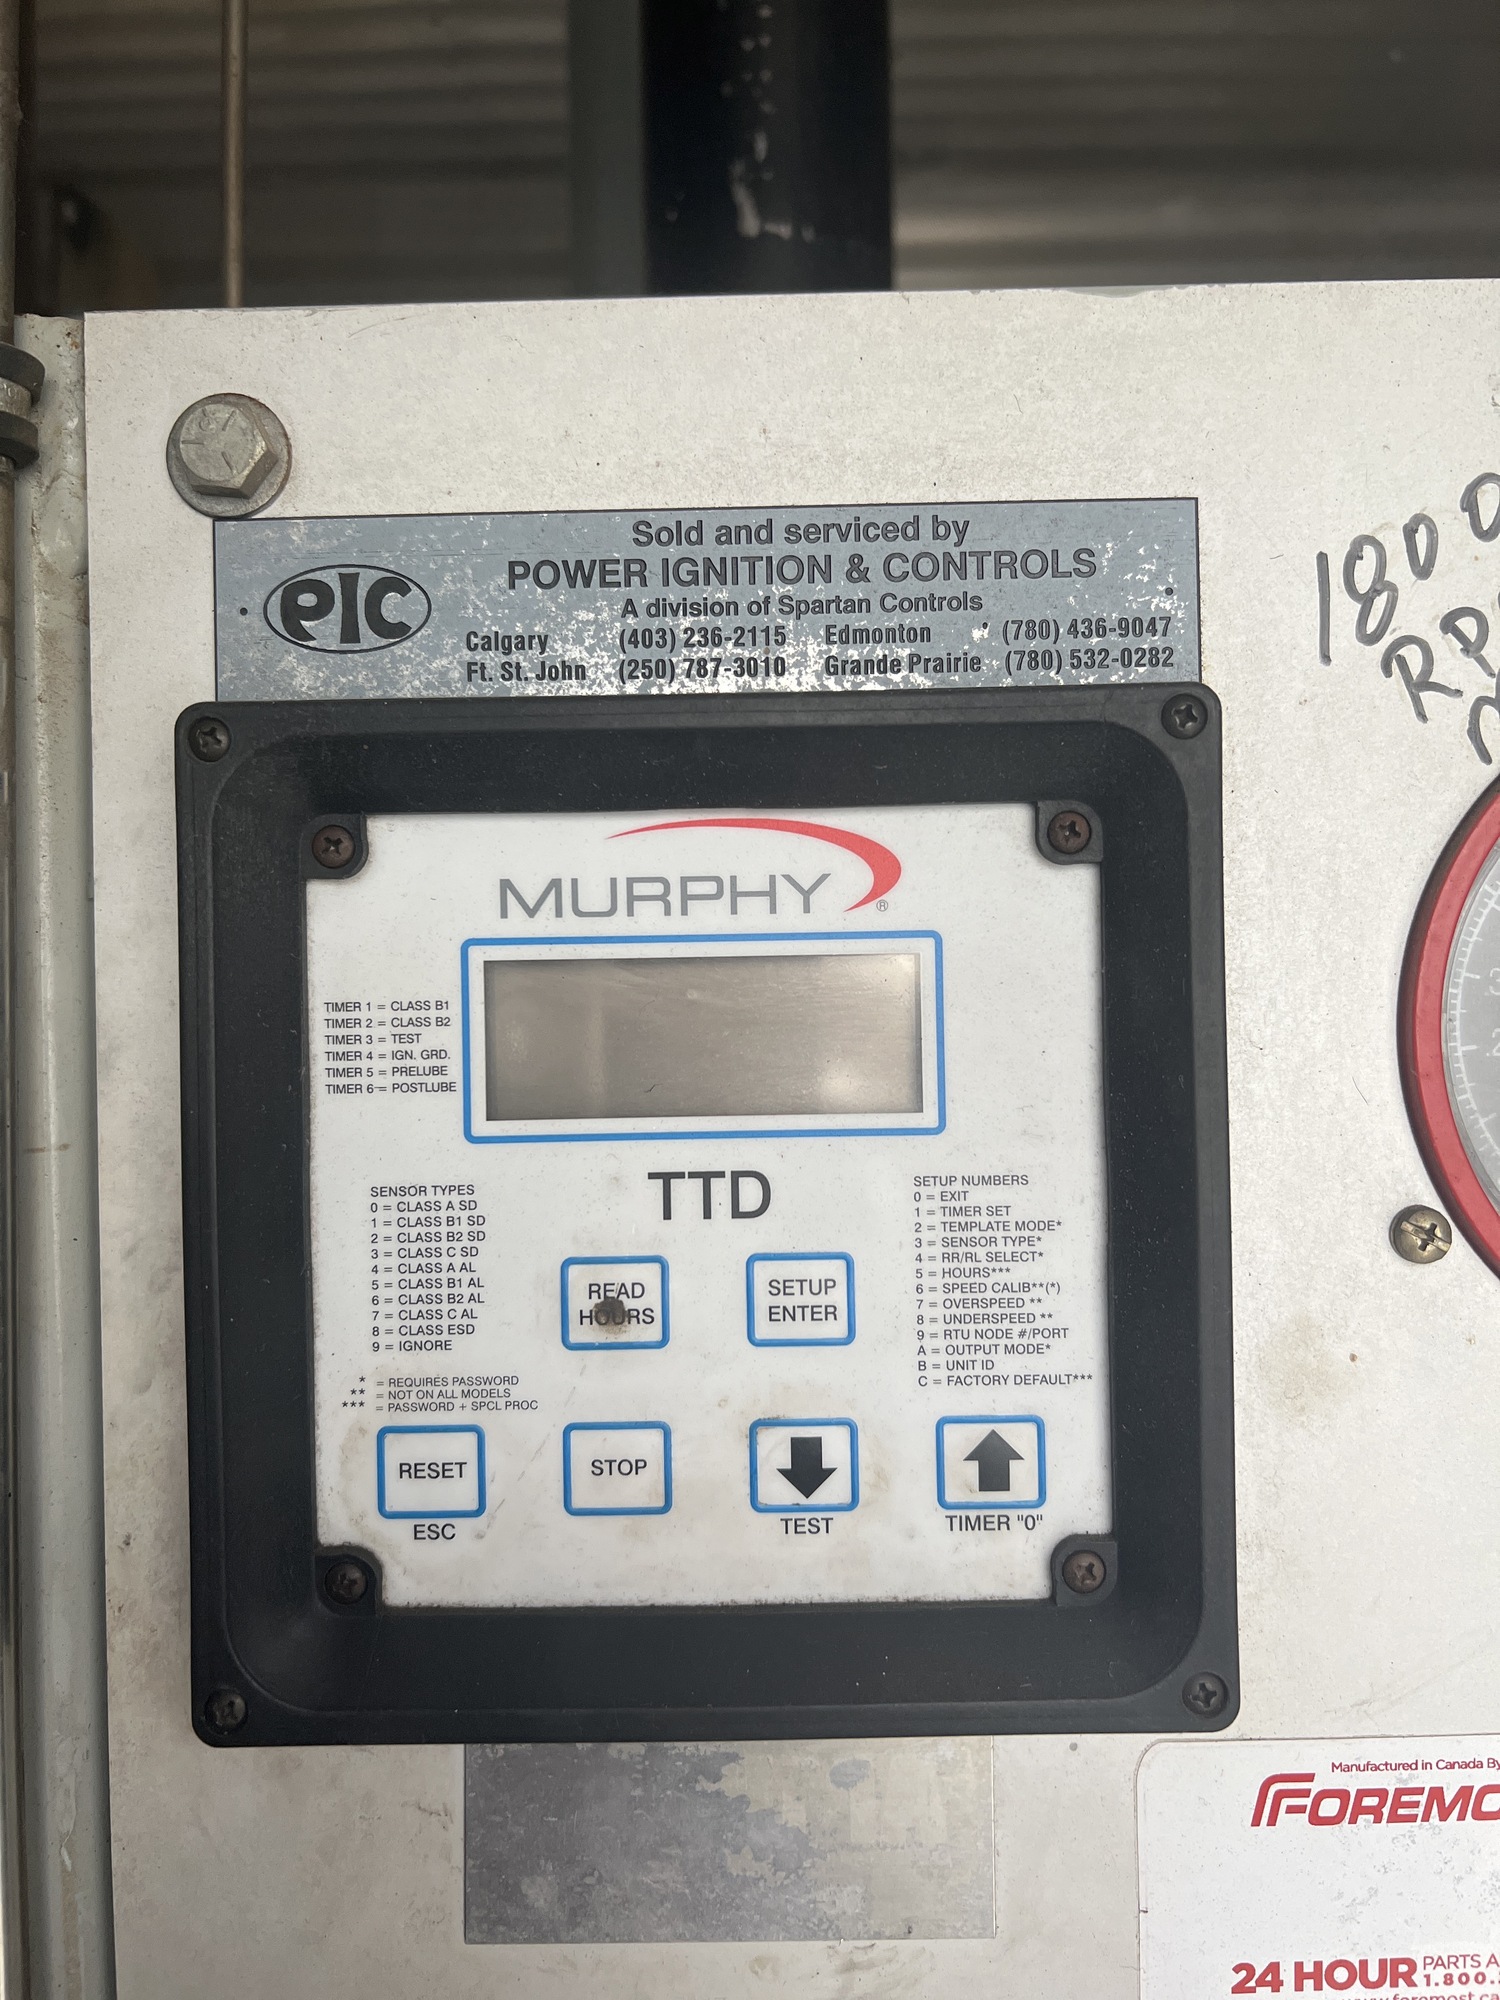 Sold and serviced by
PIC
POWER IGNITION & CONTROLS
A division of Spartan Controls
Calgary (403) 236-2115 Edmonton (780) 436-9047
Ft. St. John (250) 787-3010 Grande Prairie (780) 532-0282
1800
MURPHY®
TIMER 1 = CLASS B1
TIMER 2 = CLASS B2
TIMER 3 = TEST
TIMER 4 = IGN. GRD.
TIMER 5 = PRELUBE
TIMER 6 = POSTLUBE
TTD
SENSOR TYPES
0 = CLASS A SD
1 = CLASS B1 SD
2 = CLASS B2 SD
3 = CLASS C SD
4 = CLASS A AL
5 = CLASS B1 AL
6 = CLASS B2 AL
7 = CLASS C AL
8 = CLASS ESD
9 = IGNORE
* = REQUIRES PASSWORD
** = NOT ON ALL MODELS
*** = PASSWORD + SPCL PROC
READ
HOURS
SETUP
ENTER
SETUP NUMBERS
0 = EXIT
1 = TIMER SET
2 = TEMPLATE MODE*
3 = SENSOR TYPE*
4 = RR/RL SELECT*
5 = HOURS***
6 = SPEED CALIB**(*)
7 = OVERSPEED **
8 = UNDERSPEED **
9 = RTU NODE #/PORT
A = OUTPUT MODE*
B = UNIT ID
C = FACTORY DEFAULT***
RESET
ESC
STOP
TEST
TIMER "0"
Manufactured in Canada By
FOREMO
24 HOUR PARTS
1.800.